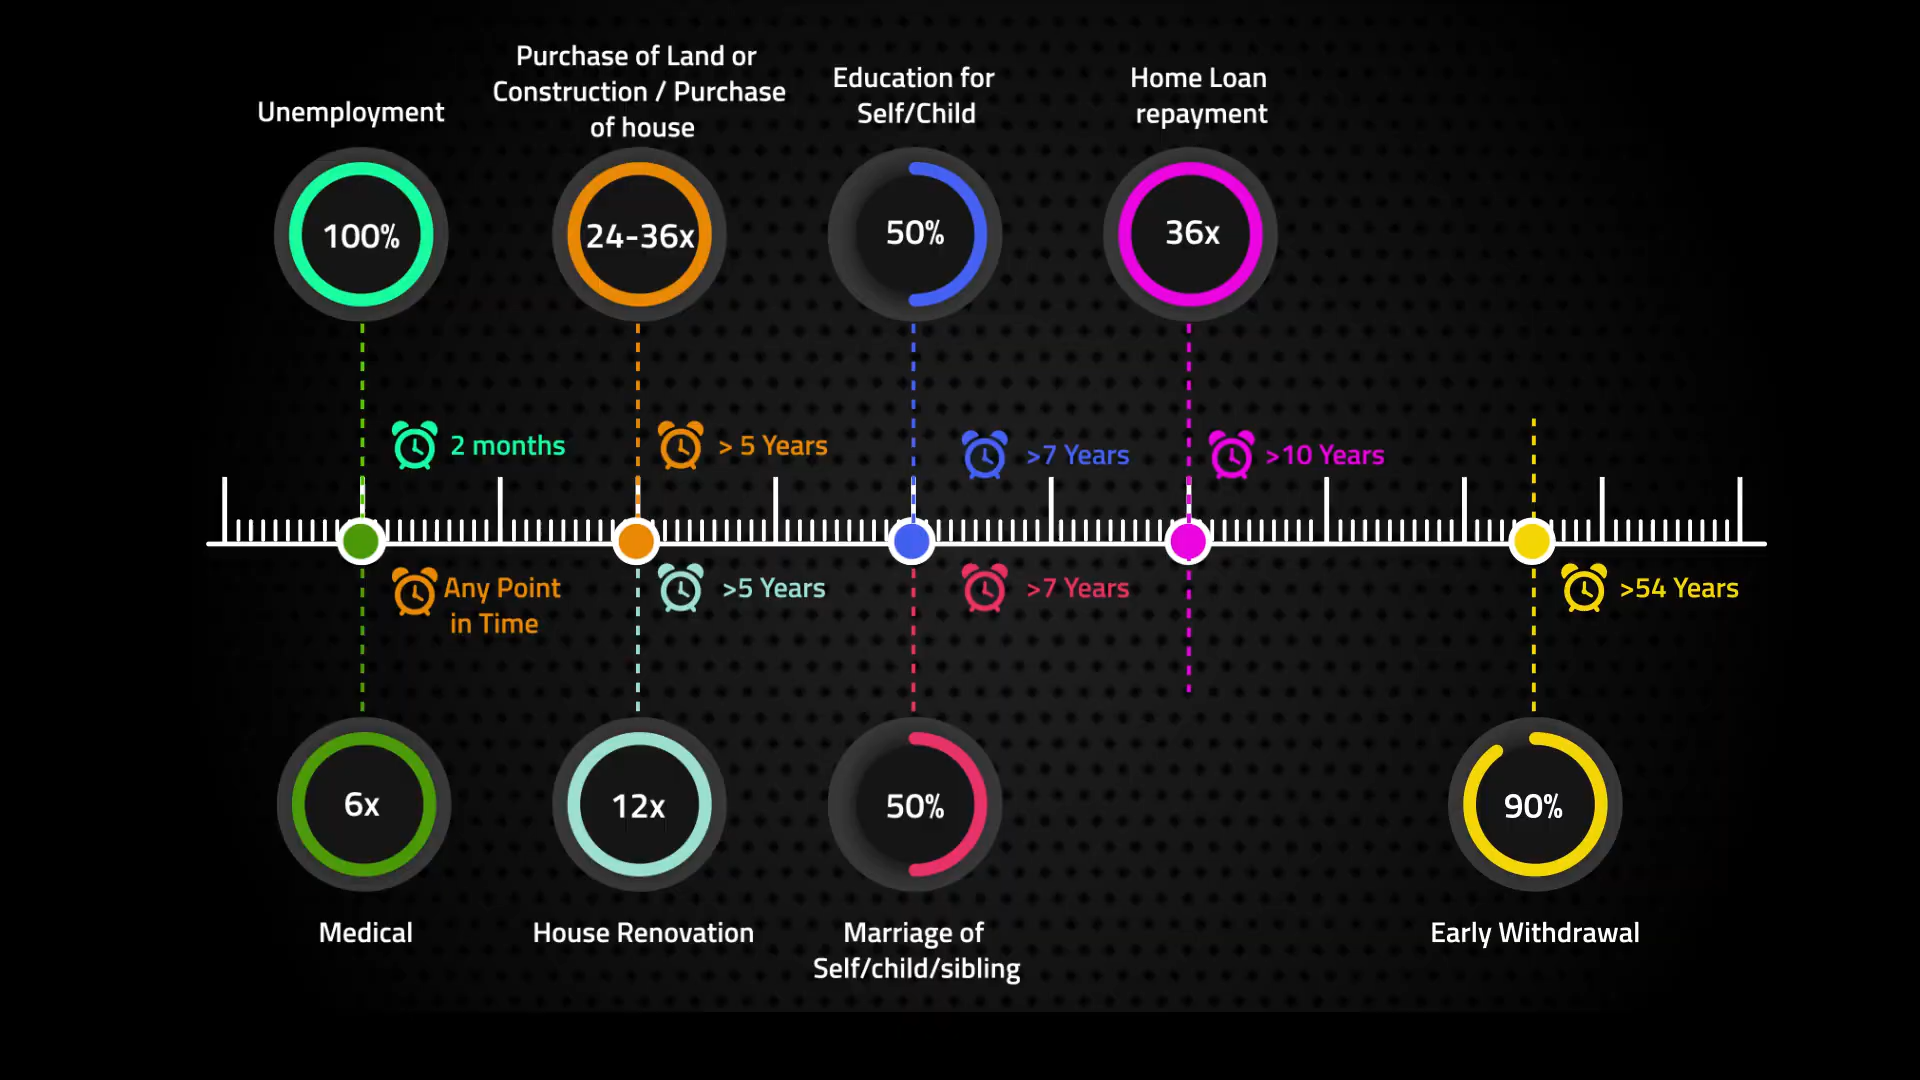 Unemployment
Purchase of Land or
Construction / Purchase
of house
Education for
Self/Child
Home Loan
repayment
100%
24-36x
50%
36x
2 months
> 5 Years
>7 Years
>10 Years
Any Point
in Time
>5 Years
>7 Years
>54 Years
6x
12x
50%
90%
Medical
House Renovation
Marriage of
Self/child/sibling
Early Withdrawal